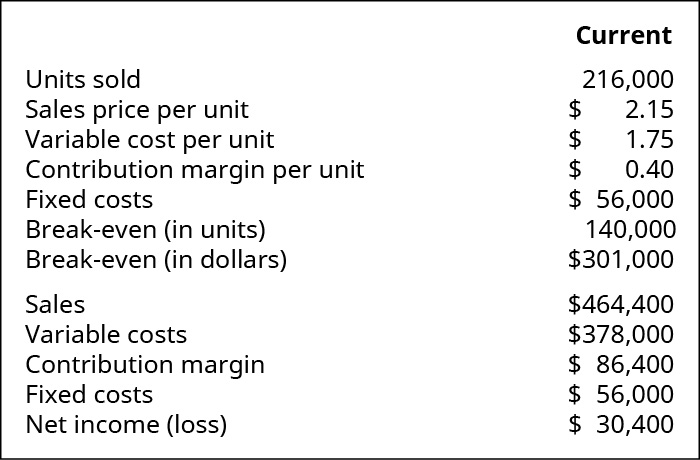 Current
Units sold 216,000
Sales price per unit $ 2.15
Variable cost per unit $ 1.75
Contribution margin per unit $ 0.40
Fixed costs $ 56,000
Break-even (in units) 140,000
Break-even (in dollars) $301,000
Sales $464,400
Variable costs $378,000
Contribution margin $ 86,400
Fixed costs $ 56,000
Net income (loss) $ 30,400